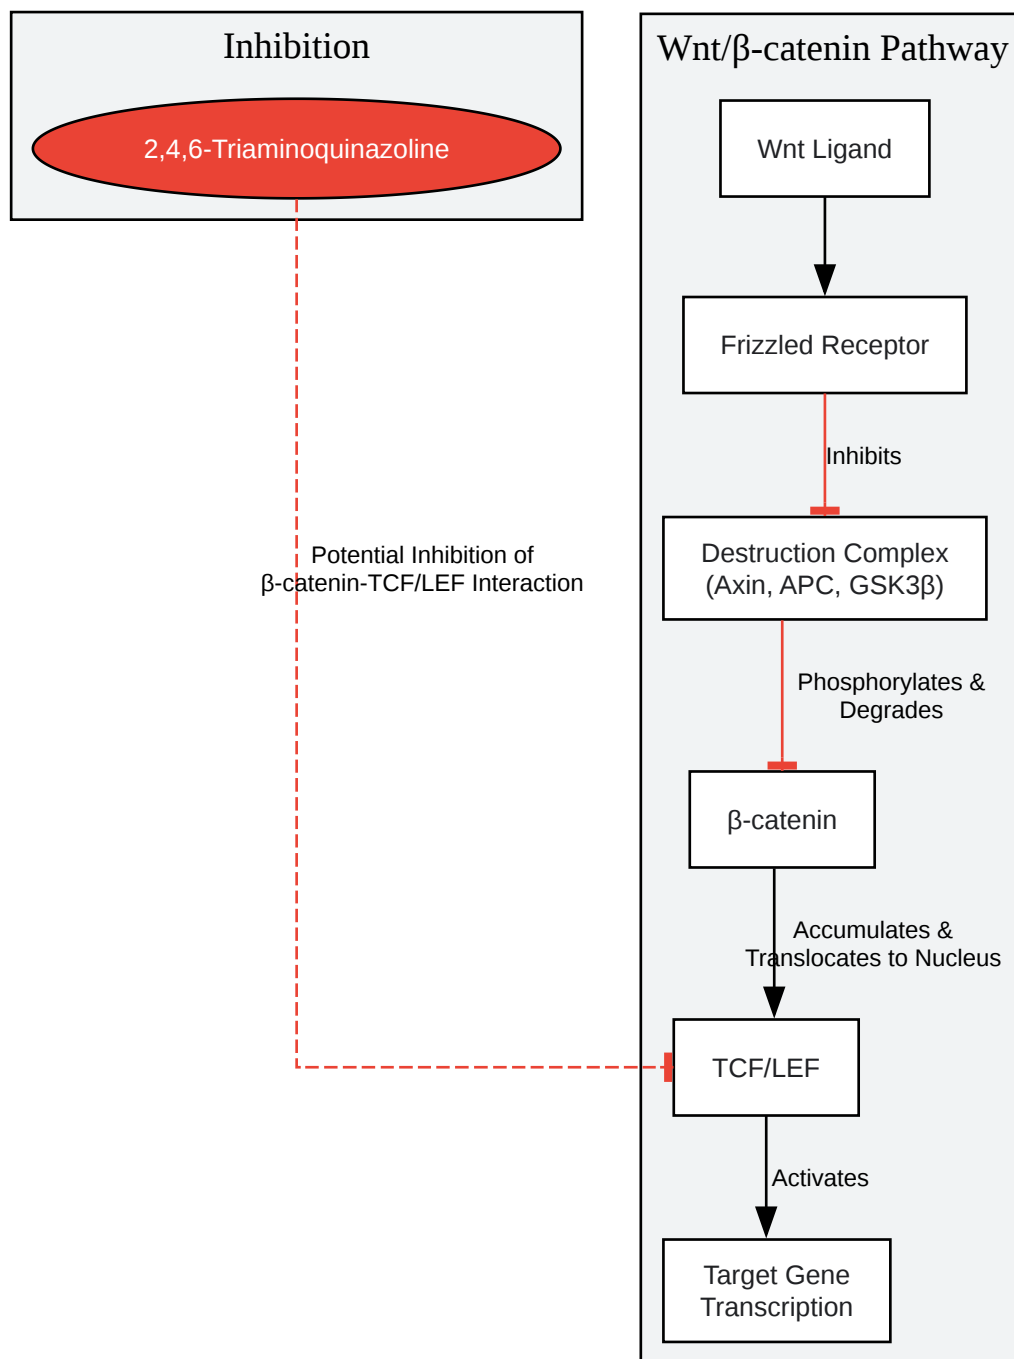 Inhibition
2,4,6-Triaminoquinazoline
Potential Inhibition of
β-catenin-TCF/LEF Interaction
Wnt/β-catenin Pathway
Wnt Ligand
Frizzled Receptor
Inhibits
Destruction Complex
(Axin, APC, GSK3β)
Phosphorylates &
Degrades
β-catenin
Accumulates &
Translocates to Nucleus
TCF/LEF
Activates
Target Gene
Transcription